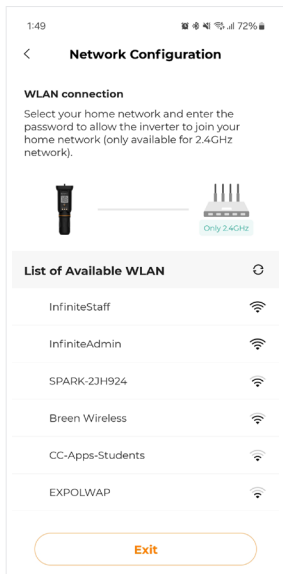 1:49
72%
Network Configuration
WLAN connection
Select your home network and enter the
password to allow the inverter to join your
home network (only available for 2.4GHz
network).
Only 2.4GHz
List of Available WLAN
InfiniteStaff
InfiniteAdmin
SPARK-2JH924
Breen Wireless
CC-Apps-Students
EXPOLWAP
Exit